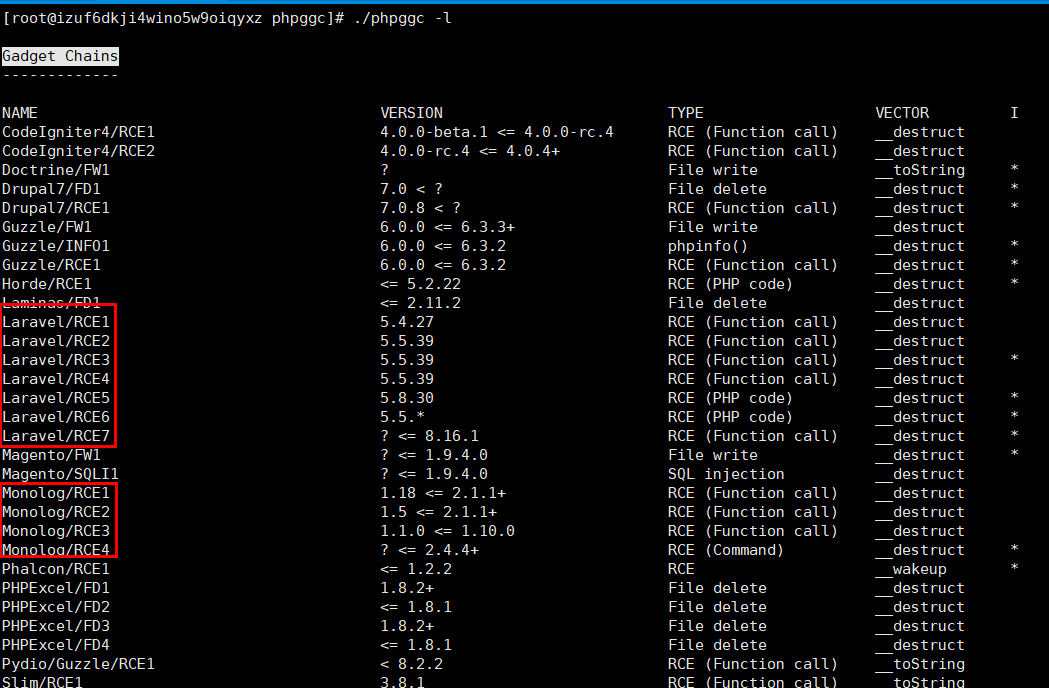 [root@izuf6dkji4wino5w9oiqyxz phpggc]# ./phpggc -l
Gadget Chains
-------------
NAME VERSION TYPE VECTOR I
CodeIgniter4/RCE1 4.0.0-beta.1 <= 4.0.0-rc.4 RCE (Function call) __destruct
CodeIgniter4/RCE2 4.0.0-rc.4 <= 4.0.4+ RCE (Function call) __destruct
Doctrine/FW1 ? File write __toString *
Drupal7/FD1 7.0 < ? File delete __destruct *
Drupal7/RCE1 7.0.8 < ? RCE (Function call) __destruct *
Guzzle/FW1 6.0.0 <= 6.3.3+ File write __destruct
Guzzle/INFO1 6.0.0 <= 6.3.2 phpinfo() __destruct *
Guzzle/RCE1 6.0.0 <= 6.3.2 RCE (Function call) __destruct *
Horde/RCE1 <= 5.2.22 RCE (PHP code) __destruct *
Laminas/FD1 <= 2.11.2 File delete __destruct
Laravel/RCE1 5.4.27 RCE (Function call) __destruct
Laravel/RCE2 5.5.39 RCE (Function call) __destruct
Laravel/RCE3 5.5.39 RCE (Function call) __destruct *
Laravel/RCE4 5.5.39 RCE (Function call) __destruct
Laravel/RCE5 5.8.30 RCE (PHP code) __destruct *
Laravel/RCE6 5.5.* RCE (PHP code) __destruct *
Laravel/RCE7 ? <= 8.16.1 RCE (Function call) __destruct *
Magento/FW1 ? <= 1.9.4.0 File write __destruct *
Magento/SQLI1 ? <= 1.9.4.0 SQL injection __destruct
Monolog/RCE1 1.18 <= 2.1.1+ RCE (Function call) __destruct
Monolog/RCE2 1.5 <= 2.1.1+ RCE (Function call) __destruct
Monolog/RCE3 1.1.0 <= 1.10.0 RCE (Function call) __destruct
Monolog/RCE4 ? <= 2.4.4+ RCE (Command) __destruct *
Phalcon/RCE1 <= 1.2.2 RCE __wakeup *
PHPExcel/FD1 1.8.2+ File delete __destruct
PHPExcel/FD2 <= 1.8.1 File delete __destruct
PHPExcel/FD3 1.8.2+ File delete __destruct
PHPExcel/FD4 <= 1.8.1 File delete __destruct
Pydio/Guzzle/RCE1 < 8.2.2 RCE (Function call) __toString
Slim/RCE1 3.8.1 RCE (Function call) __toString